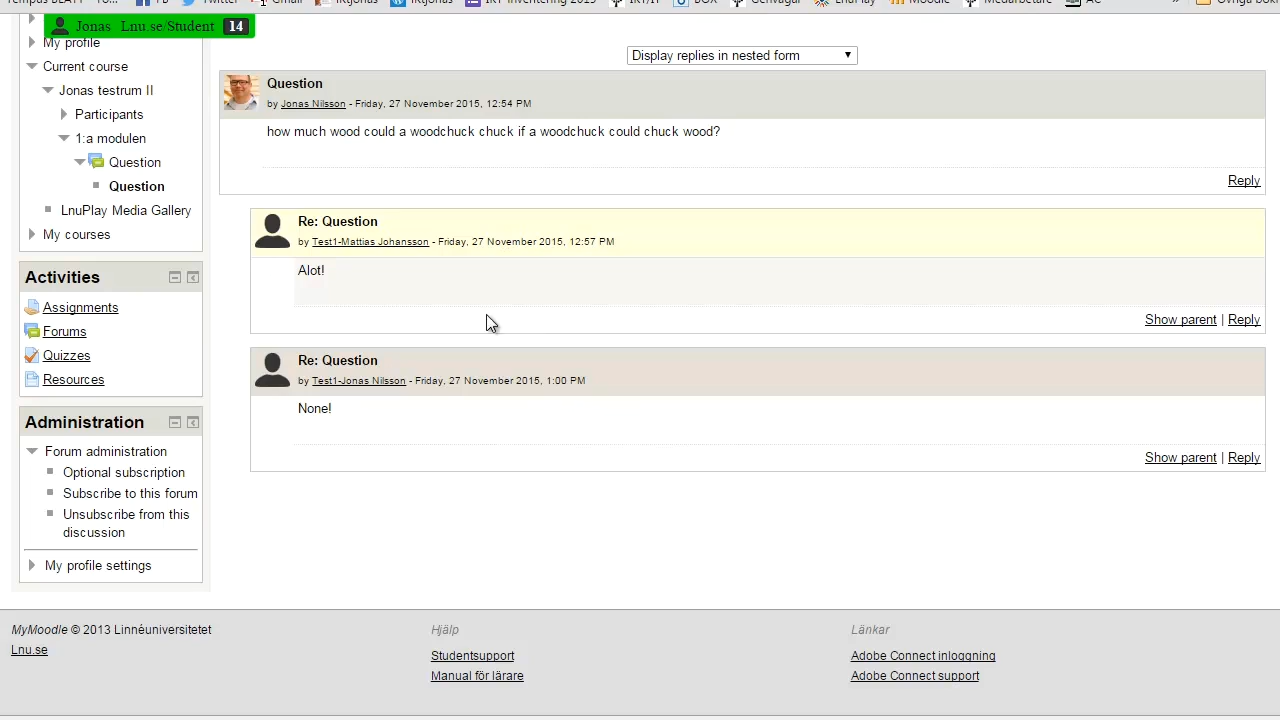 Twitter
Gmail
Moodle
Medarbetare
AC
Jonas Lnu.se/Student 14
My profile
Current course
Jonas testrum II
Participants
1:a modulen
Question
Question
LnuPlay Media Gallery
My courses
Activities
Assignments
Forums
Quizzes
Resources
Administration
Forum administration
Optional subscription
Subscribe to this forum
Unsubscribe from this
discussion
My profile settings
Display replies in nested form
Question
by Jonas Nilsson - Friday, 27 November 2015, 12:54 PM
how much wood could a woodchuck chuck if a woodchuck could chuck wood?
Reply
Re: Question
by Test1-Mattias Johansson - Friday, 27 November 2015, 12:57 PM
Alot!
Show parent | Reply
Re: Question
by Test1-Jonas Nilsson - Friday, 27 November 2015, 1:00 PM
None!
Show parent | Reply
MyMoodle © 2013 Linnéuniversitetet
Lnu.se
Hjälp
Studentsupport
Manual för lärare
Länkar
Adobe Connect inloggning
Adobe Connect support